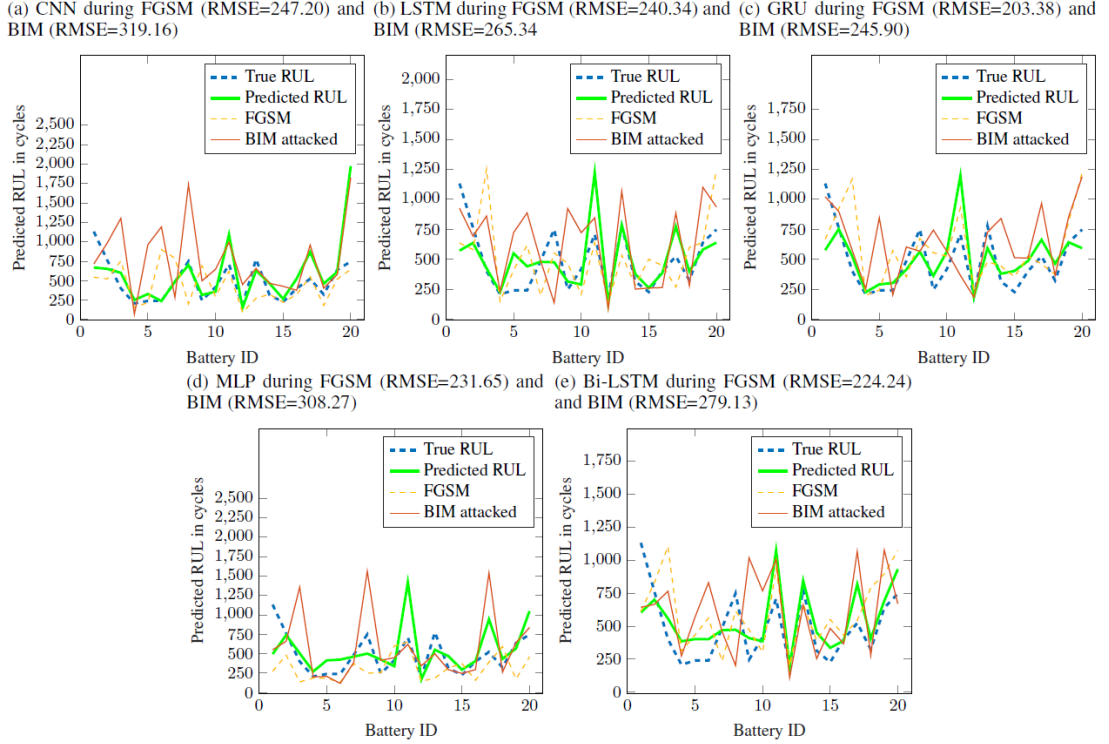 (a) CNN during FGSM (RMSE=247.20) and
BIM (RMSE=319.16)
Predicted RUL in cycles
2,500
2,250
2,000
1,750
1,500
1,250
1,000
750
500
250
0
True RUL
Predicted RUL
FGSM
BIM attacked
0
5
10
15
20
Battery ID
(b) LSTM during FGSM (RMSE=240.34) and
BIM (RMSE=265.34
Predicted RUL in cycles
2,000
1,750
1,500
1,250
1,000
750
500
250
0
True RUL
Predicted RUL
FGSM
BIM attacked
0
5
10
15
20
Battery ID
(c) GRU during FGSM (RMSE=203.38) and
BIM (RMSE=245.90)
Predicted RUL in cycles
1,750
1,500
1,250
1,000
750
500
250
0
True RUL
Predicted RUL
FGSM
BIM attacked
0
5
10
15
20
Battery ID
(d) MLP during FGSM (RMSE=231.65) and
BIM (RMSE=308.27)
Predicted RUL in cycles
2,500
2,250
2,000
1,750
1,500
1,250
1,000
750
500
250
0
True RUL
Predicted RUL
FGSM
BIM attacked
0
5
10
15
20
Battery ID
(e) Bi-LSTM during FGSM (RMSE=224.24)
and BIM (RMSE=279.13)
Predicted RUL in cycles
1,750
1,500
1,250
1,000
750
500
250
0
True RUL
Predicted RUL
FGSM
BIM attacked
0
5
10
15
20
Battery ID